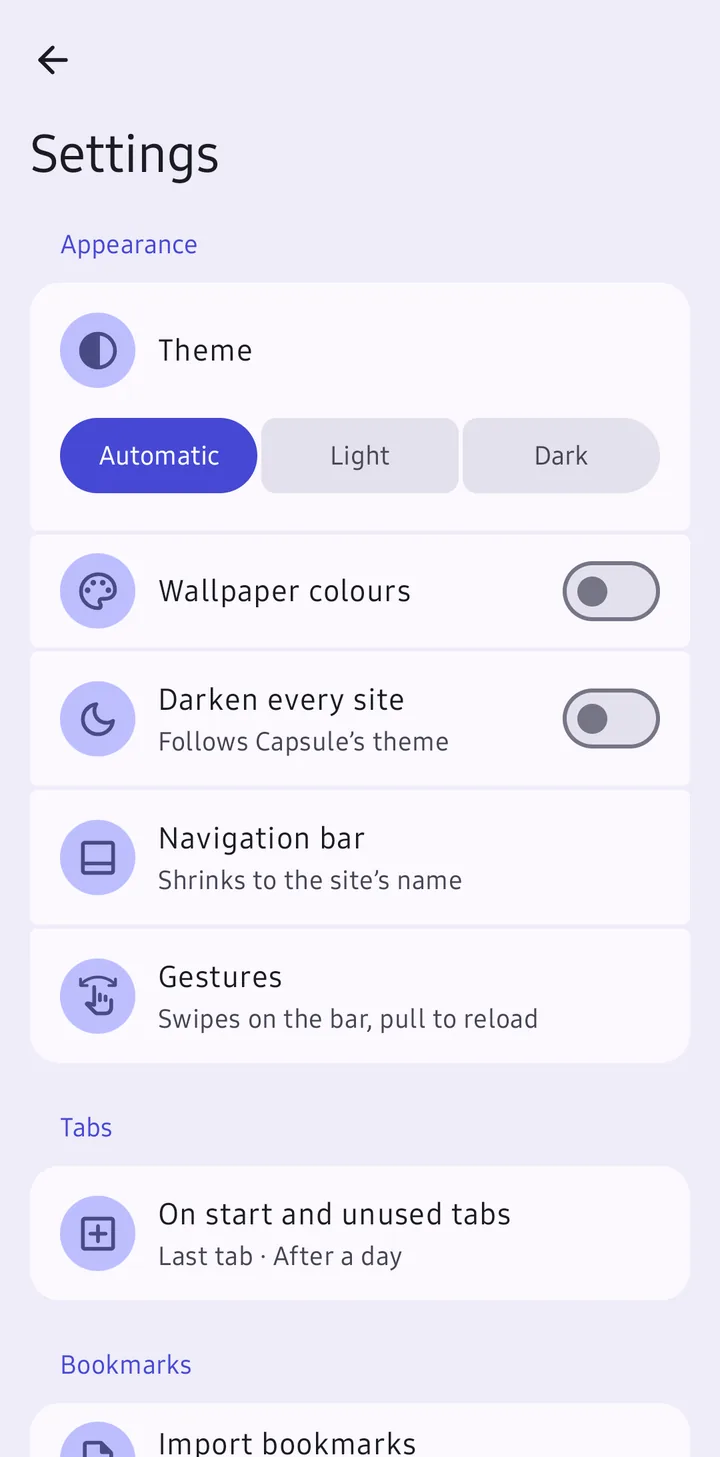 Settings
Appearance
Theme
Automatic
Light
Dark
Wallpaper colours
Darken every site
Follows Capsule’s theme
Navigation bar
Shrinks to the site’s name
Gestures
Swipes on the bar, pull to reload
Tabs
On start and unused tabs
Last tab · After a day
Bookmarks
Import bookmarks